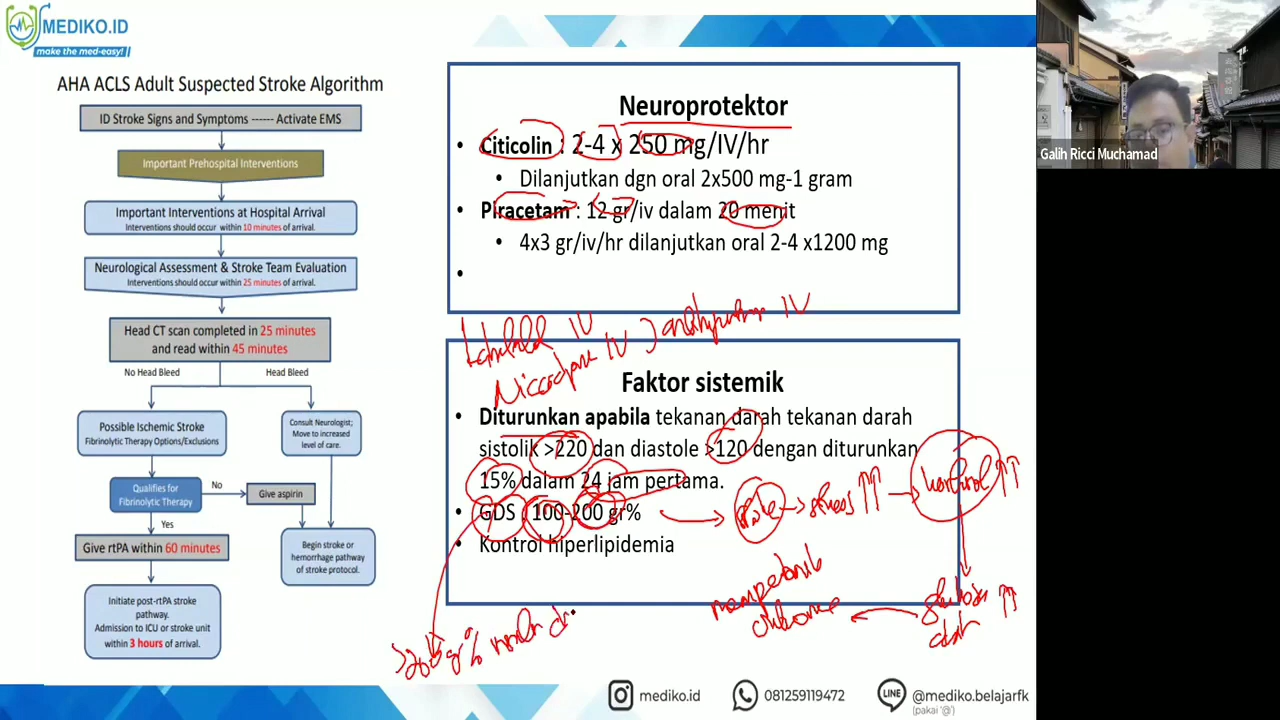 MEDIKO.ID
make the med-easy!
AHA ACLS Adult Suspected Stroke Algorithm
ID Stroke Signs and Symptoms ------ Activate EMS
Important Prehospital Interventions
Important Interventions at Hospital Arrival
Interventions should occur within 10 minutes of arrival.
Neurological Assessment & Stroke Team Evaluation
Interventions should occur within 25 minutes of arrival.
Head CT scan completed in 25 minutes
and read within 45 minutes
No Head Bleed
Head Bleed
Possible Ischemic Stroke
Fibrinolytic Therapy Options/Exclusions
Consult Neurologist;
Move to increased
level of care.
Qualifies for
Fibrinolytic Therapy
No
Give aspirin
Yes
Give rtPA within 60 minutes
Begin stroke or
hemorrhage pathway
of stroke protocol.
Initiate post-rtPA stroke
pathway.
Admission to ICU or stroke unit
within 3 hours of arrival.
Neuroprotektor
• Citicolin : 2-4 x 250 mg/IV/hr
• Dilanjutkan dgn oral 2x500 mg-1 gram
• Piracetam : 12 gr/iv dalam 20 menit
• 4x3 gr/iv/hr dilanjutkan oral 2-4 x1200 mg
•
IV
IV
IV
Faktor sistemik
• Diturunkan apabila tekanan darah tekanan darah
sistolik >220 dan diastole >120 dengan diturunkan
15% dalam 24 jam pertama.
• GDS : 100-200 gr%
• Kontrol hiperlipidemia
stress ↑↑
outcome
gr%
Galih Ricci Muchamad
mediko.id
081259119472
@mediko.belajarfk
(pakai '@')